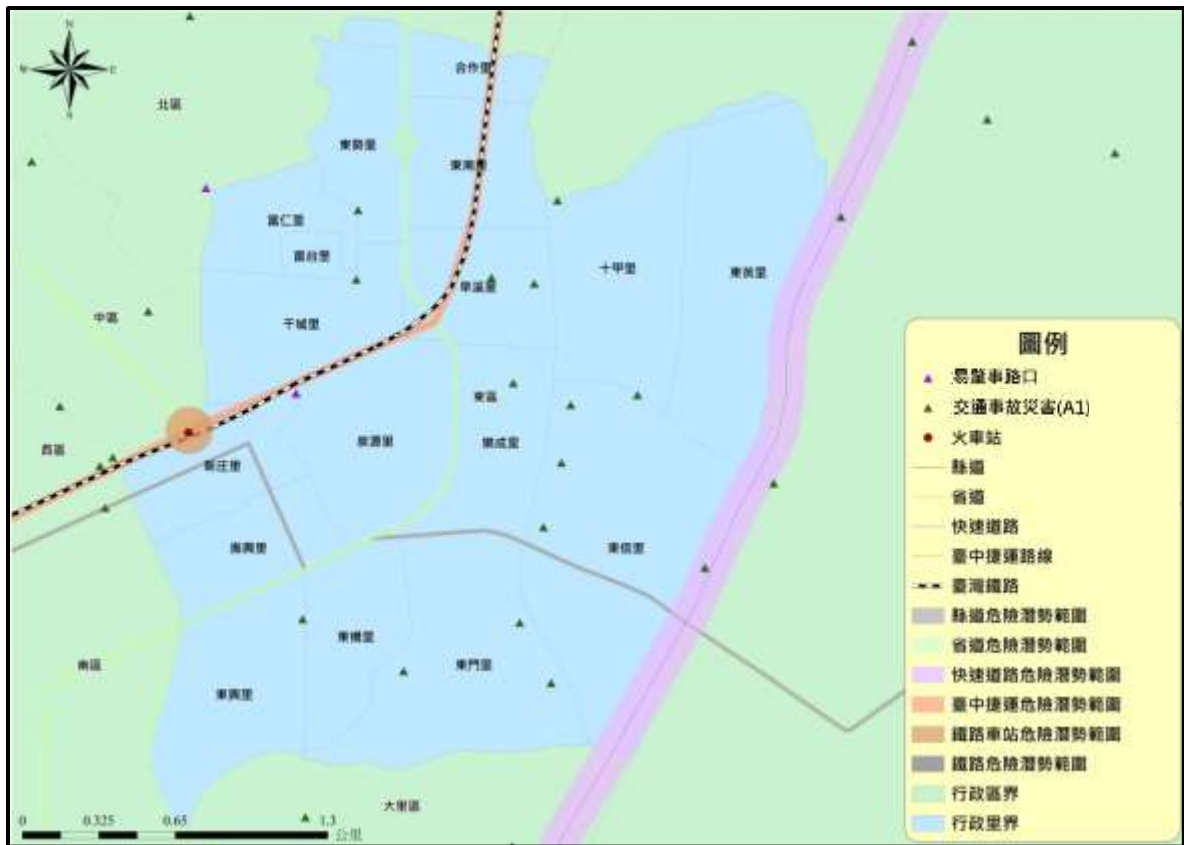 N
W
E
S
合作里
北區
東勢里
東南里
富仁里
富台里
十甲里
東英里
旱溪里
中區
干城里
圖例
易肇事路口
交通事故災害(A1)
火車站
縣道
省道
快速道路
臺中捷運路線
臺灣鐵路
縣道危險潛勢範圍
省道危險潛勢範圍
快速道路危險潛勢範圍
臺中捷運危險潛勢範圍
鐵路車站危險潛勢範圍
鐵路危險潛勢範圍
行政區界
行政里界
東區
泉源里
樂成里
西區
新庄里
振興里
東信里
東橋里
東門里
南區
東興里
大里區
0 0.325 0.65 1.3
公里